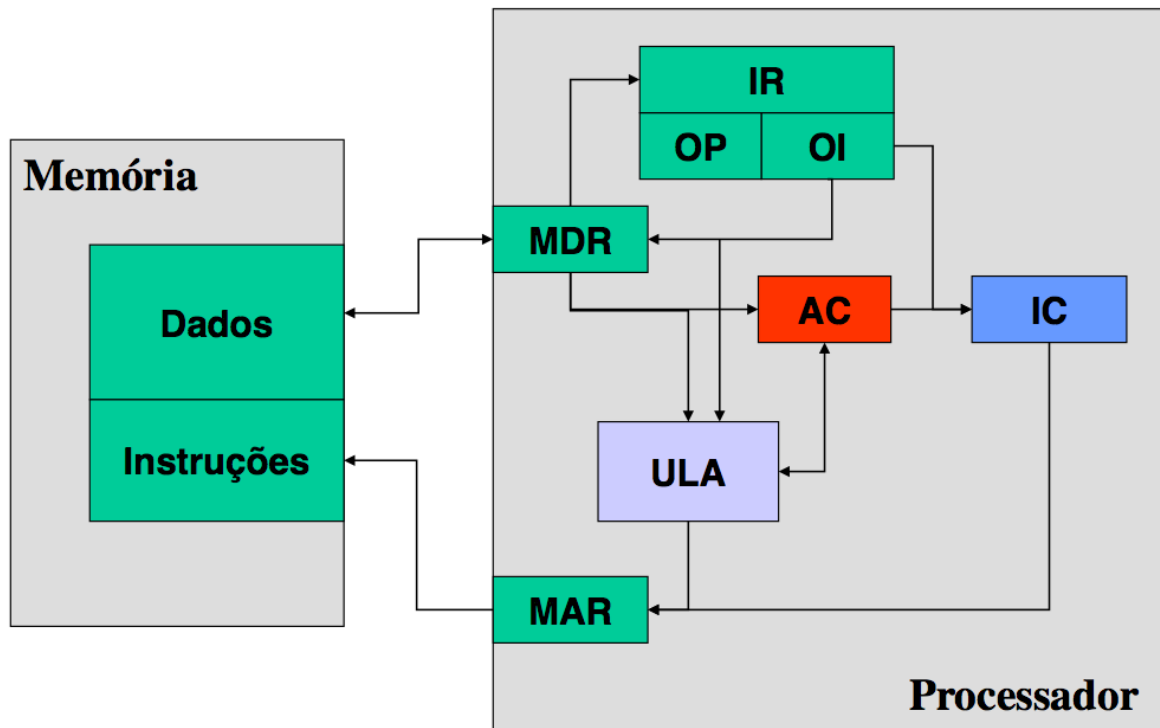 IR
OP OI
Memória
MDR
Dados
AC
IC
Instruções
ULA
MAR
Processador